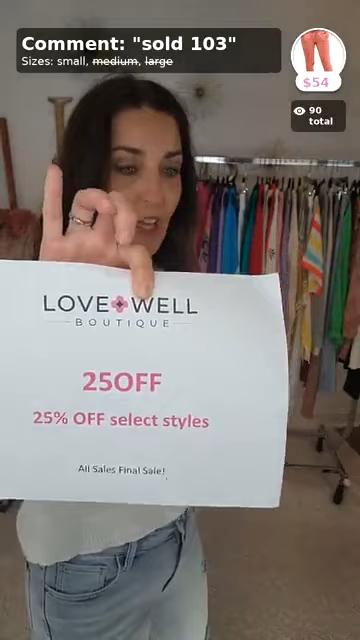 Comment: "sold 103"
Sizes: small, medium, large
$54
90
total
LOVE WELL
BOUTIQUE
25OFF
25% OFF select styles
All Sales Final Sale!